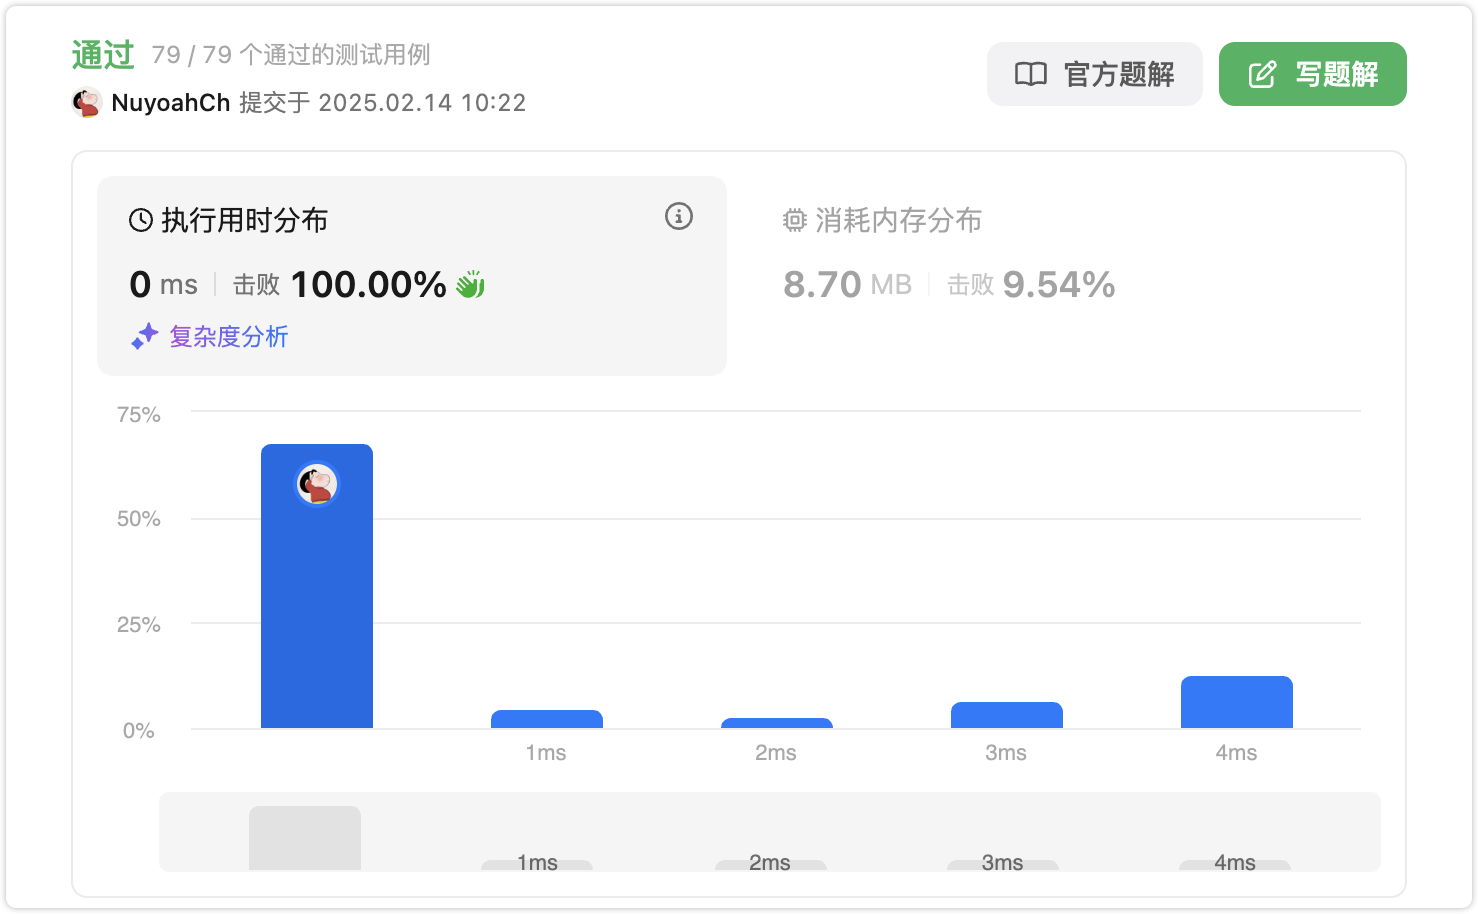 通过 79 / 79 个通过的测试用例
NuyoahCh 提交于 2025.02.14 10:22
官方题解
写题解
执行用时分布
0 ms 击败 100.00%
复杂度分析
消耗内存分布
8.70 MB 击败 9.54%
75%
50%
25%
0%
1ms 2ms 3ms 4ms
1ms 2ms 3ms 4ms